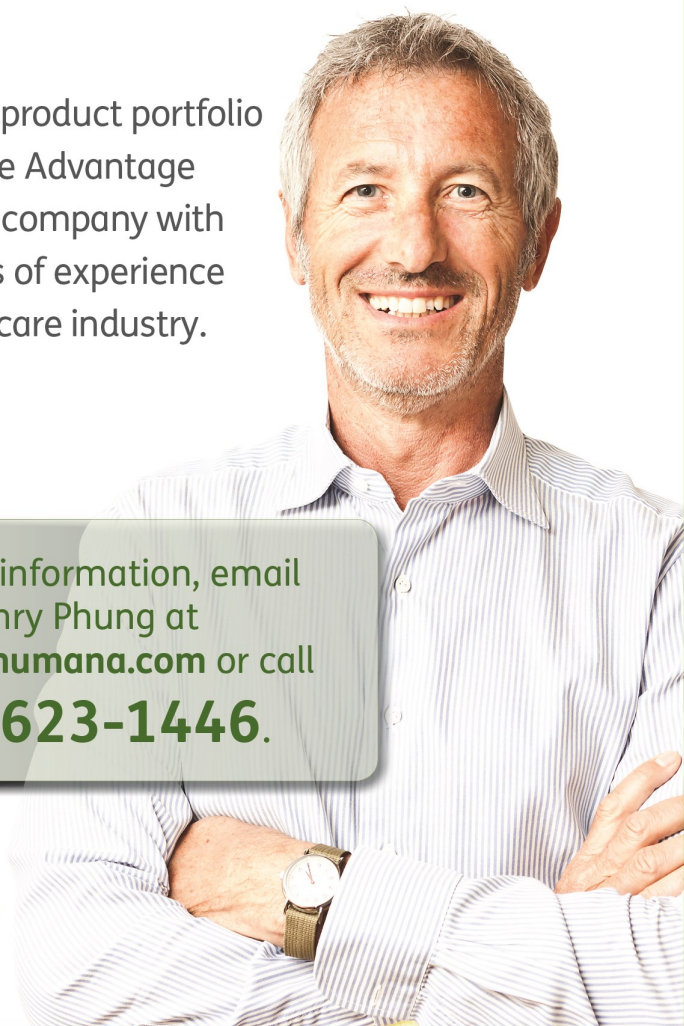 product portfolio
e Advantage
company with
s of experience
care industry.
information, email
nry Phung at
humana.com or call
623-1446.